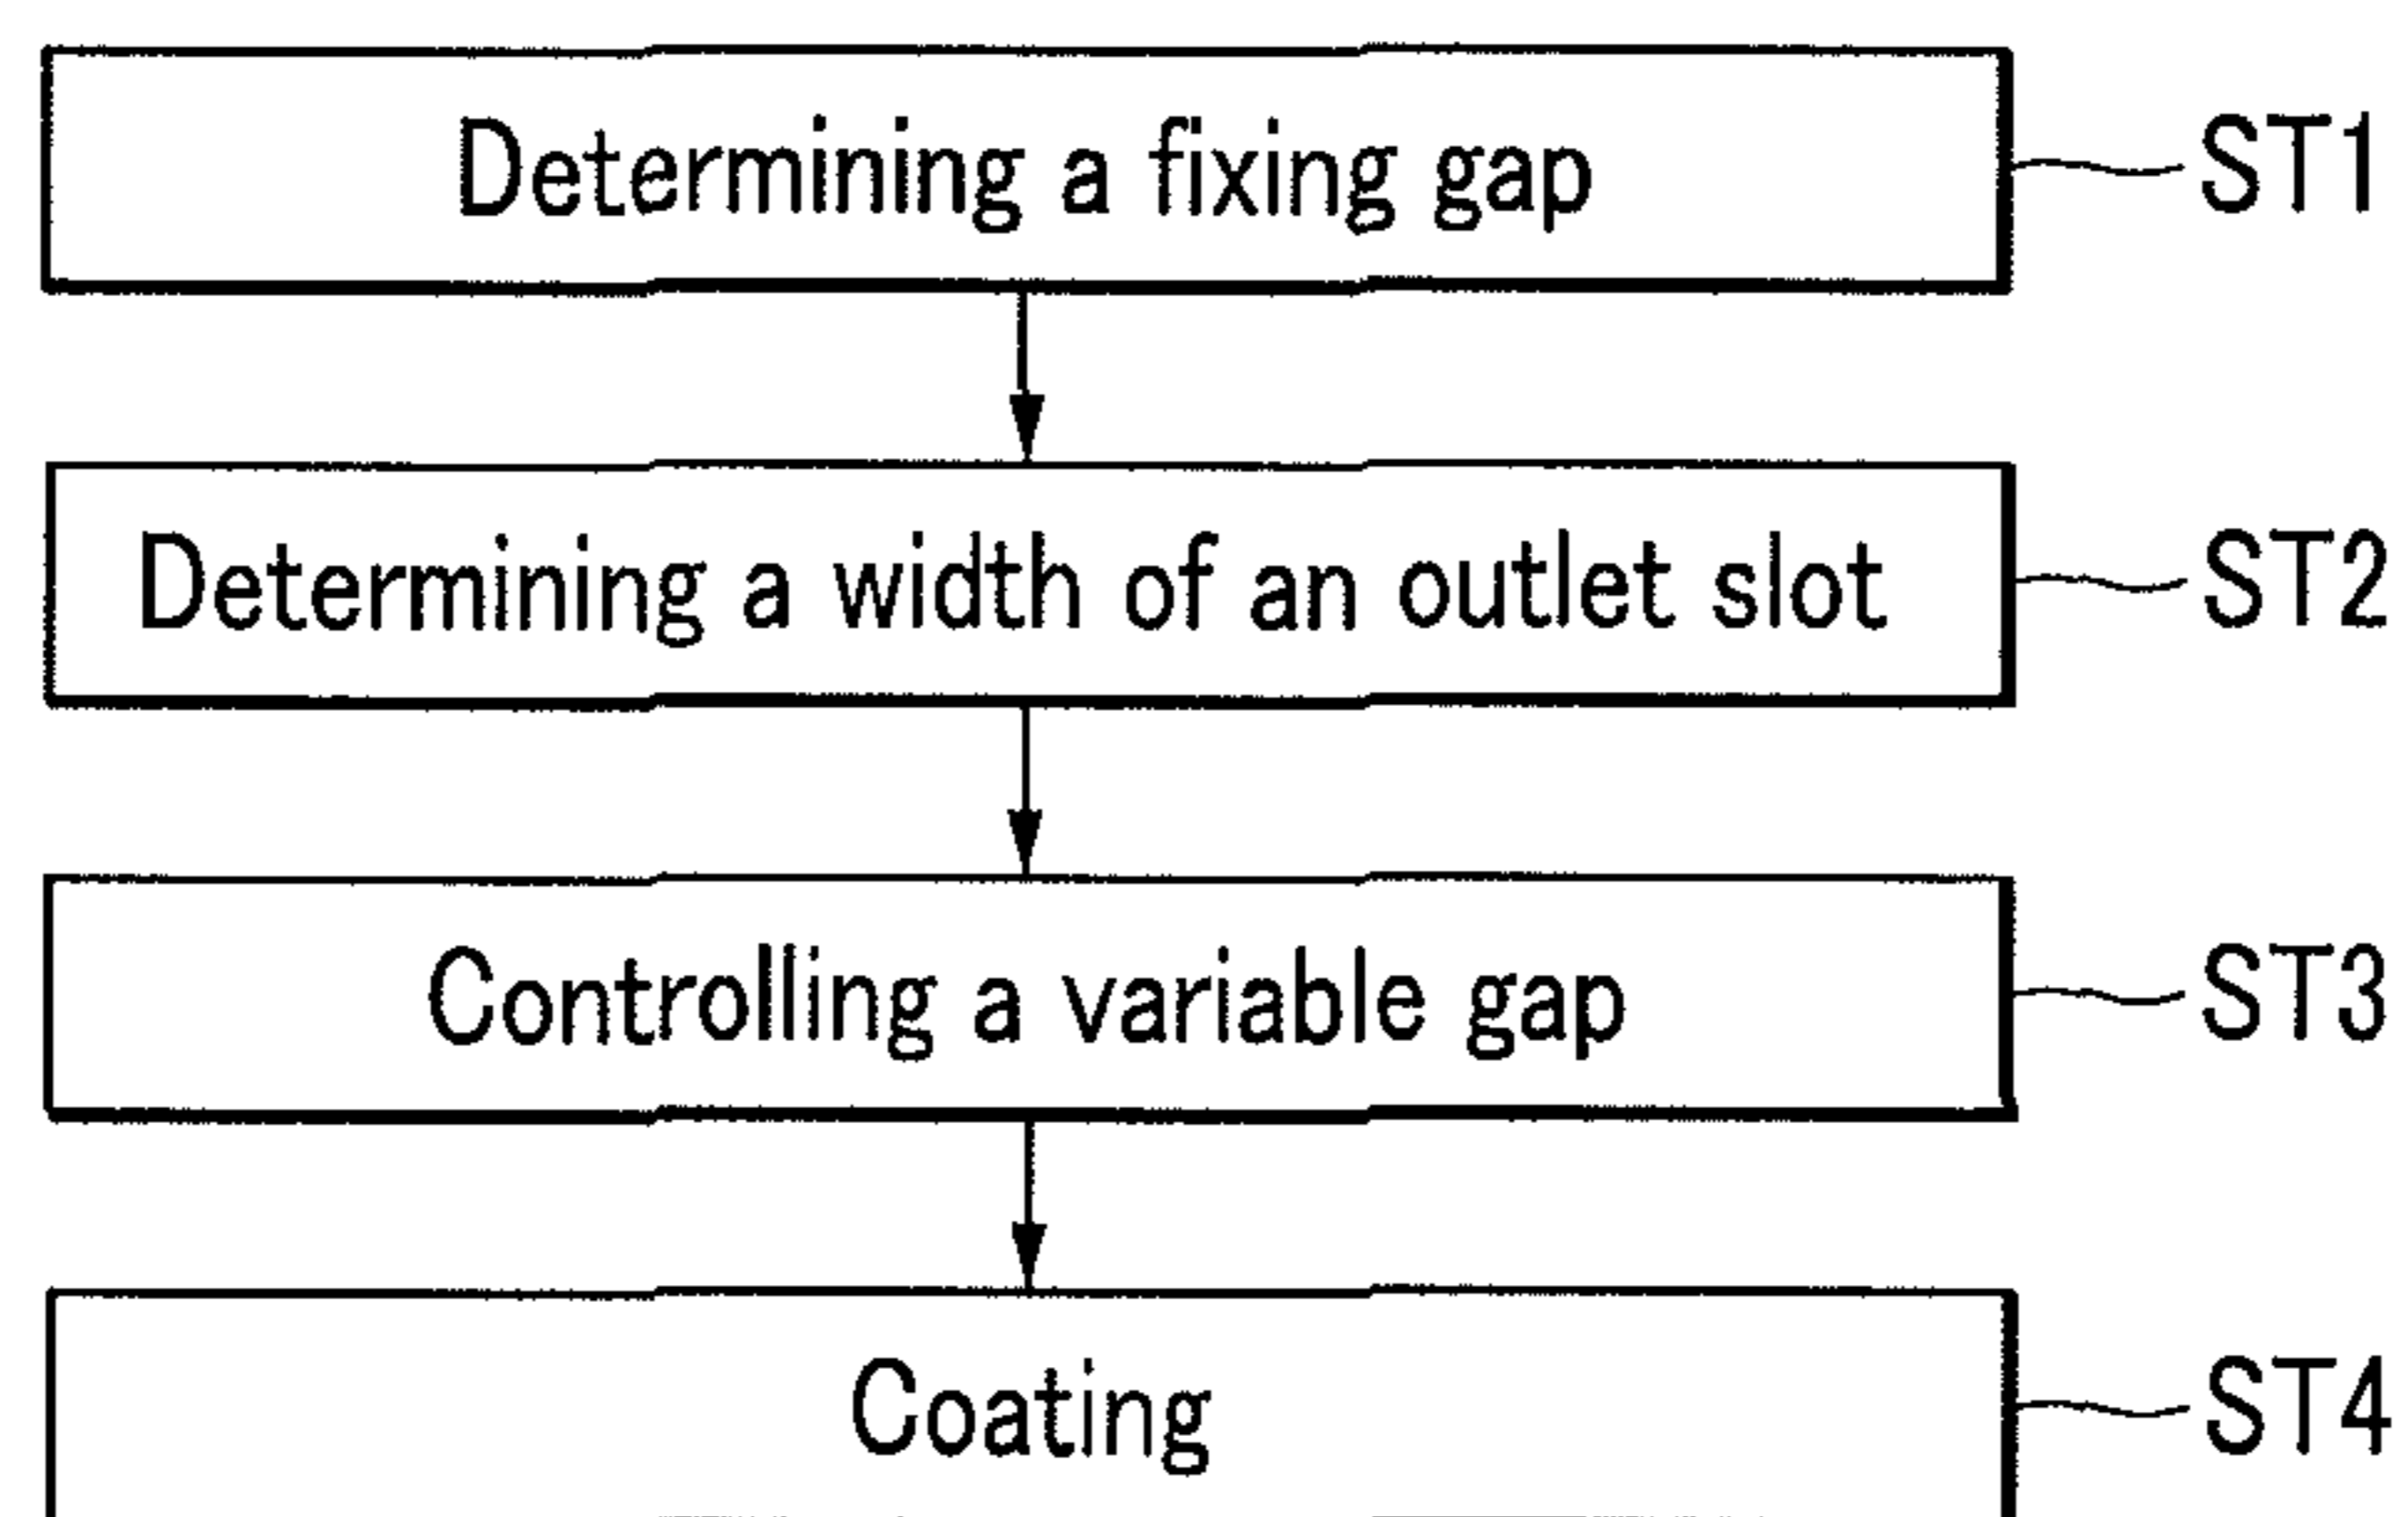 Determining a fixing gap ST1
Determining a width of an outlet slot ST2
Controlling a variable gap ST3
Coating ST4